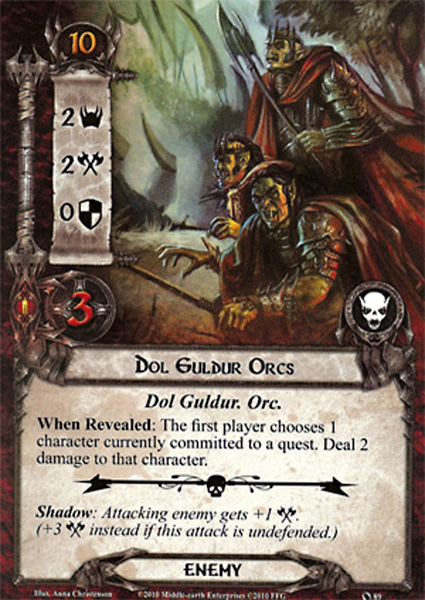 10
2
2
0
3
Dol Guldur Orcs
Dol Guldur. Orc.
When Revealed: The first player chooses 1
character currently committed to a quest. Deal 2
damage to that character.
Shadow: Attacking enemy gets +1 .
(+3 instead if this attack is undefended.)
ENEMY
Illus. Anna Christenson ©2010 Middle-earth Enterprises ©2010 FFG 89